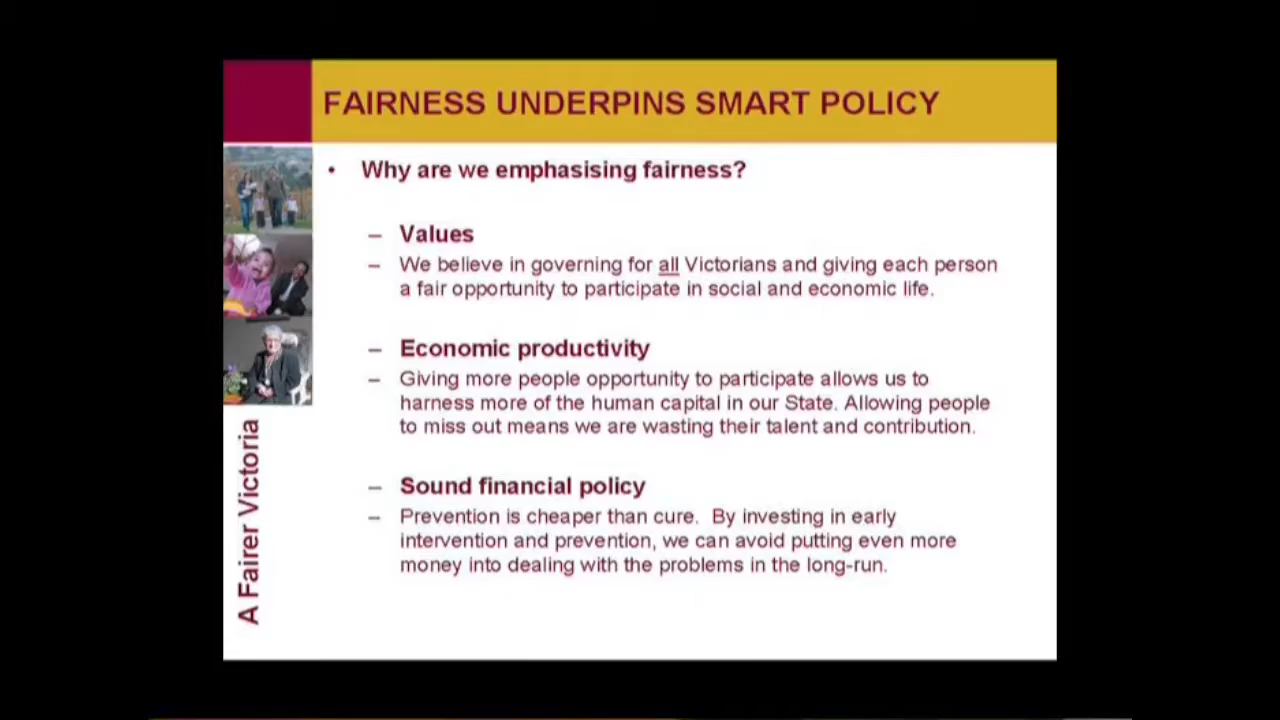 FAIRNESS UNDERPINS SMART POLICY
• Why are we emphasising fairness?
– Values
– We believe in governing for all Victorians and giving each person
a fair opportunity to participate in social and economic life.
– Economic productivity
– Giving more people opportunity to participate allows us to
harness more of the human capital in our State. Allowing people
to miss out means we are wasting their talent and contribution.
– Sound financial policy
– Prevention is cheaper than cure.  By investing in early
intervention and prevention, we can avoid putting even more
money into dealing with the problems in the long-run.
A Fairer Victoria